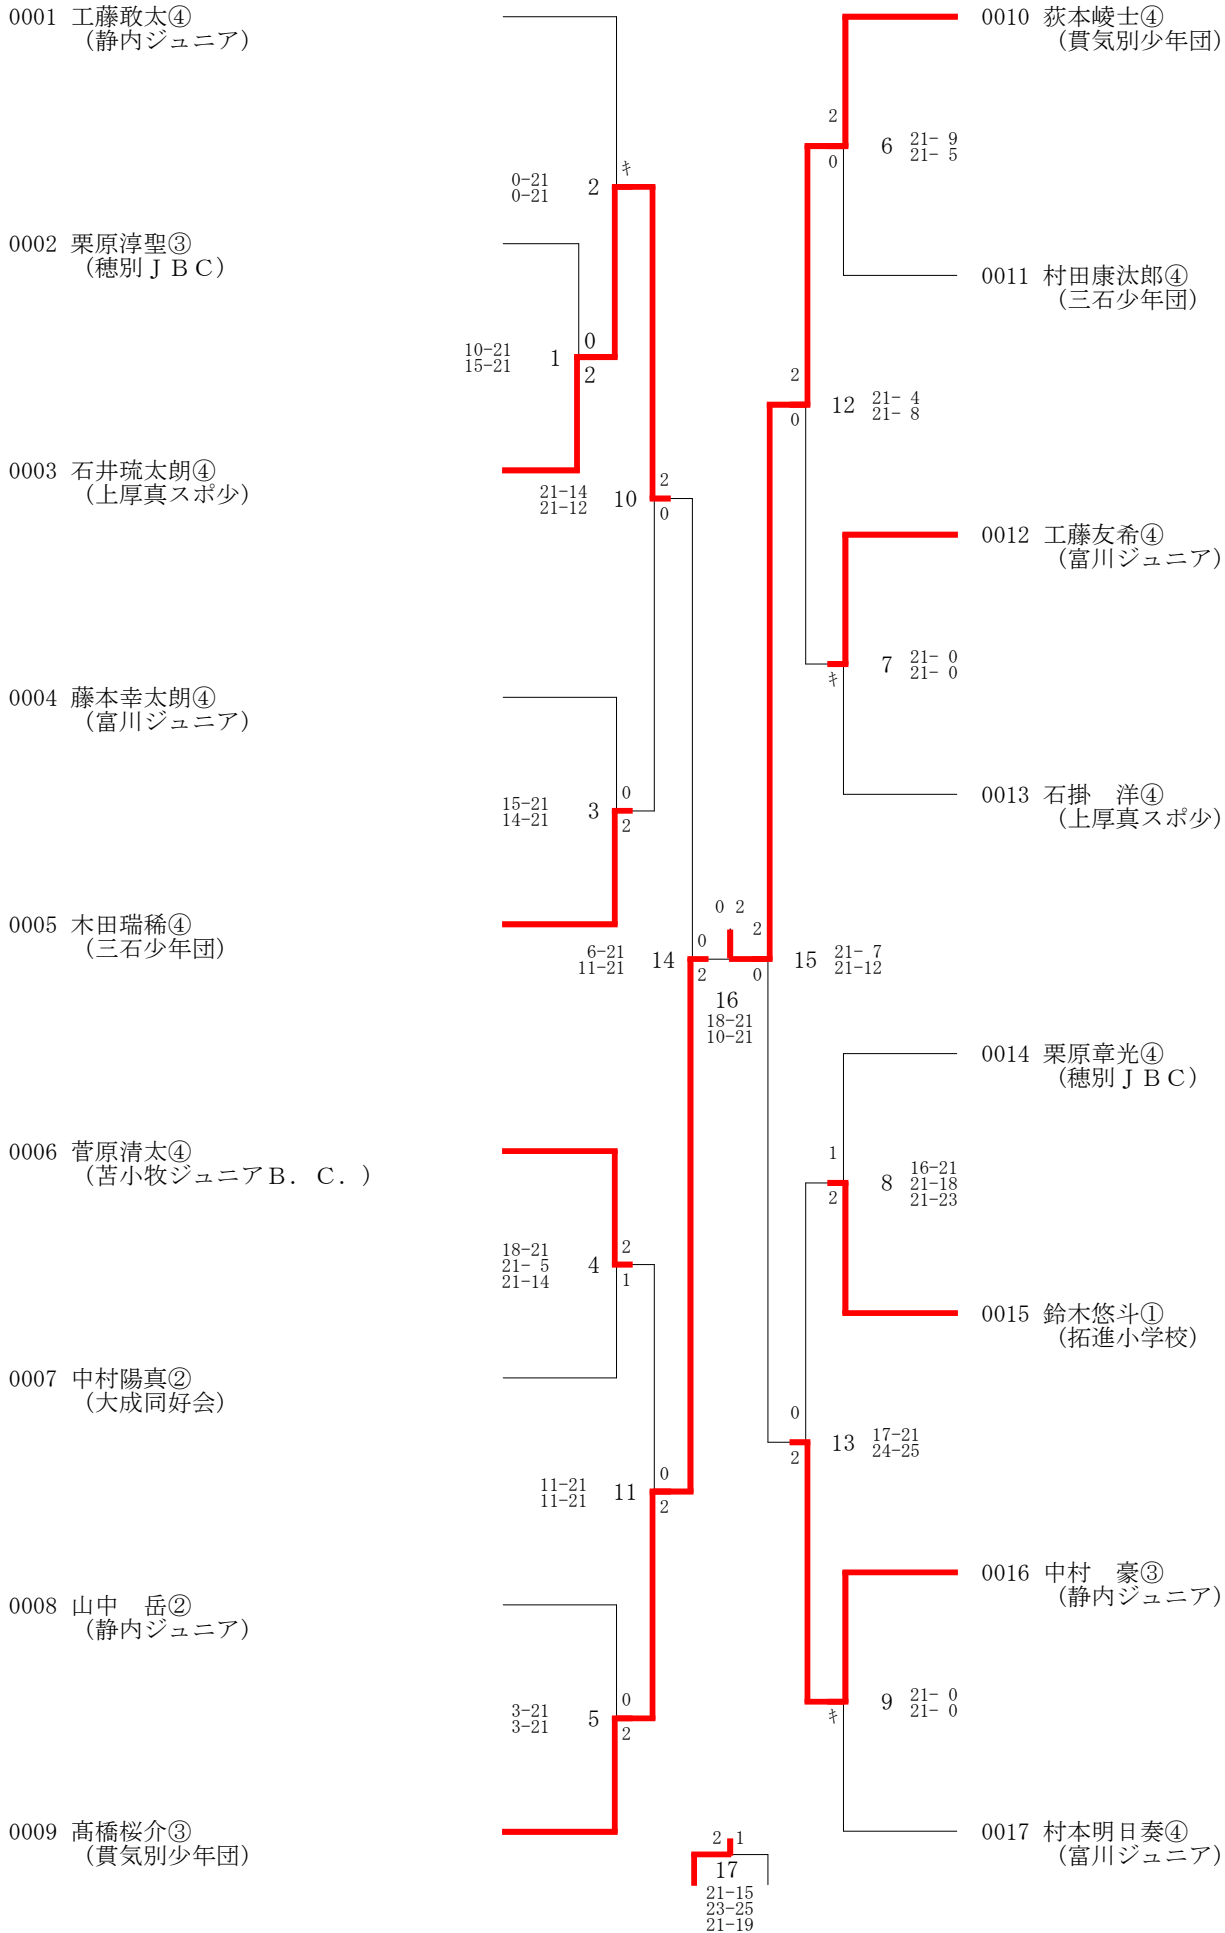 0001 工藤敢太④
(静内ジュニア)
0-21
0-21
2
ｷ
0002 栗原淳聖③
(穂別ＪＢＣ)
10-21
15-21
1
0
2
0003 石井琉太朗④
(上厚真スポ少)
21-14
21-12
10
2
0
0004 藤本幸太朗④
(富川ジュニア)
15-21
14-21
3
0
2
0005 木田瑞稀④
(三石少年団)
6-21
11-21
14
0
2
0006 菅原清太④
(苫小牧ジュニアＢ．Ｃ．)
18-21
21- 5
21-14
4
2
1
0007 中村陽真②
(大成同好会)
11-21
11-21
11
0
2
0008 山中　岳②
(静内ジュニア)
3-21
3-21
5
0
2
0009 髙橋桜介③
(貫気別少年団)
0 2
16
18-21
10-21
2 1
17
21-15
23-25
21-19
0010 荻本崚士④
(貫気別少年団)
2
0
6
21- 9
21- 5
0011 村田康汰郎④
(三石少年団)
2
0
12
21- 4
21- 8
0012 工藤友希④
(富川ジュニア)
7
21- 0
21- 0
ｷ
0013 石掛　洋④
(上厚真スポ少)
2
0
15
21- 7
21-12
0014 栗原章光④
(穂別ＪＢＣ)
1
2
8
16-21
21-18
21-23
0015 鈴木悠斗①
(拓進小学校)
0
2
13
17-21
24-25
0016 中村　豪③
(静内ジュニア)
9
21- 0
21- 0
ｷ
0017 村本明日奏④
(富川ジュニア)